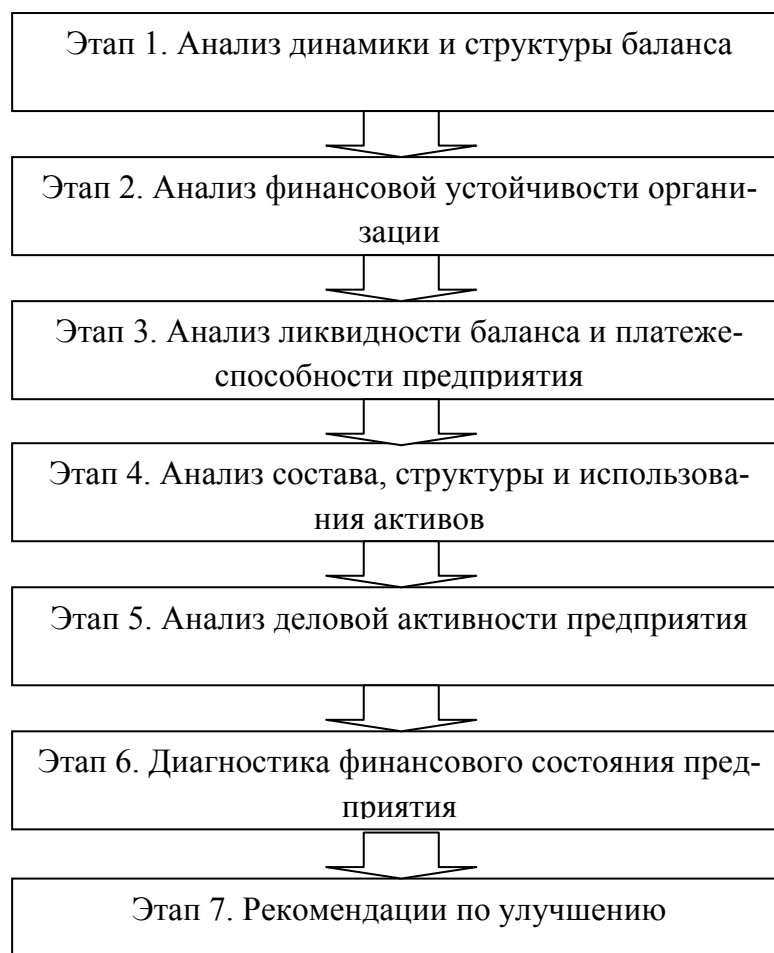 Этап 1. Анализ динамики и структуры баланса
Этап 2. Анализ финансовой устойчивости органи-
зации
Этап 3. Анализ ликвидности баланса и платеже-
способности предприятия
Этап 4. Анализ состава, структуры и использова-
ния активов
Этап 5. Анализ деловой активности предприятия
Этап 6. Диагностика финансового состояния пред-
приятия
Этап 7. Рекомендации по улучшению